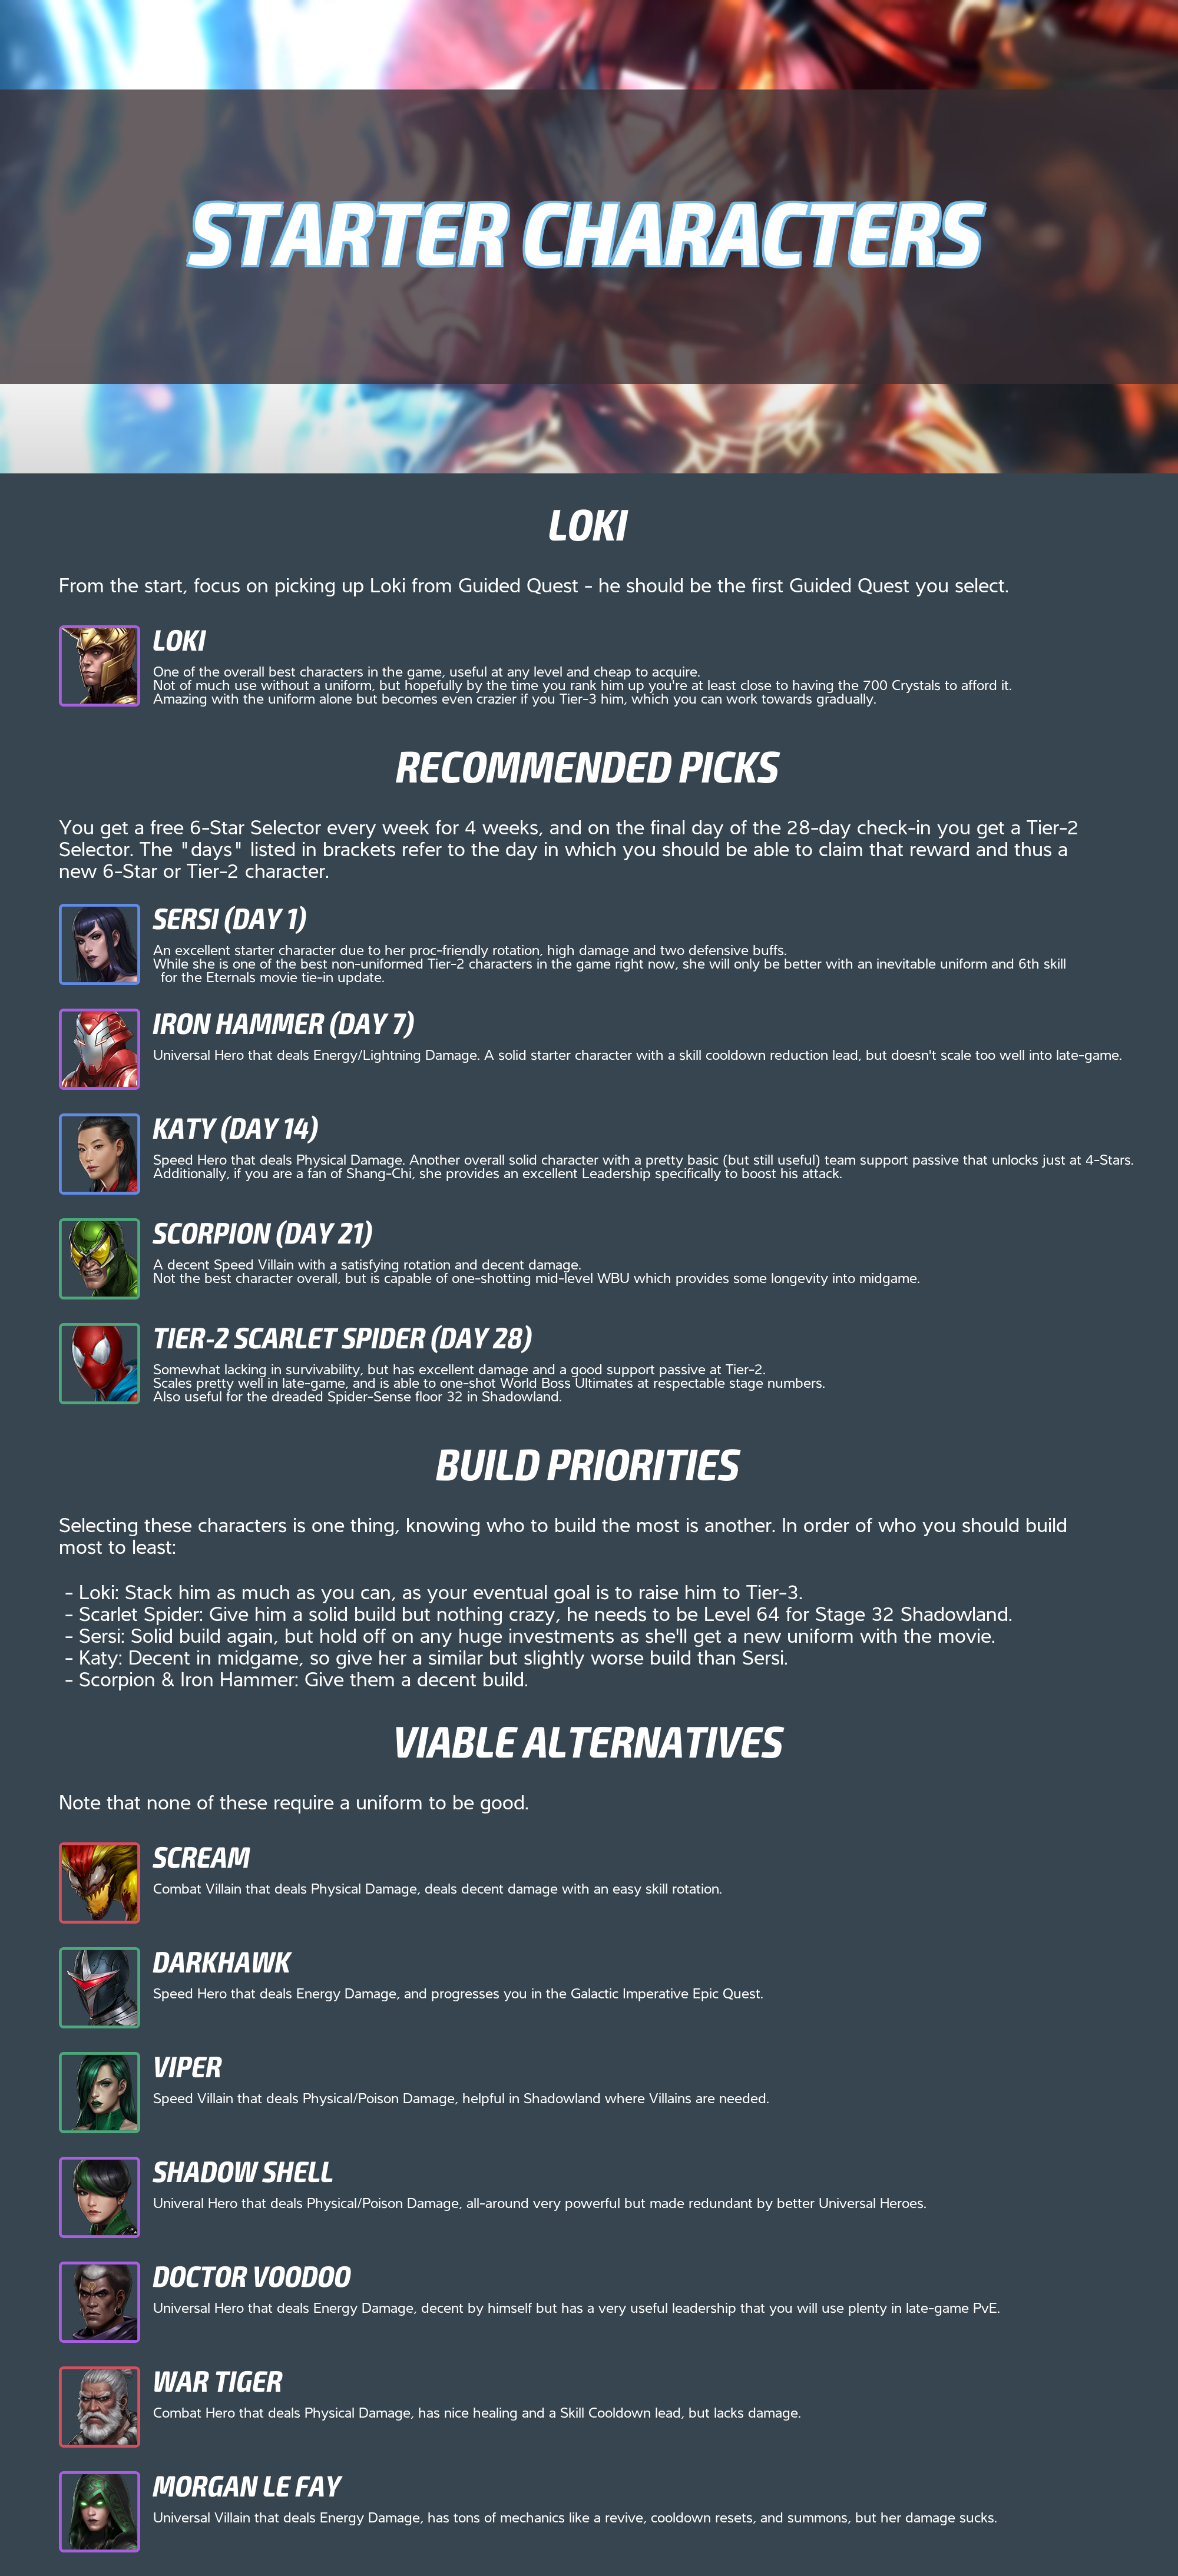 STARTER CHARACTERS
LOKI
From the start, focus on picking up Loki from Guided Quest - he should be the first Guided Quest you select.
LOKI
One of the overall best characters in the game, useful at any level and cheap to acquire.
Not of much use without a uniform, but hopefully by the time you rank him up you're at least close to having the 700 Crystals to afford it.
Amazing with the uniform alone but becomes even crazier if you Tier-3 him, which you can work towards gradually.
RECOMMENDED PICKS
You get a free 6-Star Selector every week for 4 weeks, and on the final day of the 28-day check-in you get a Tier-2
Selector. The "days" listed in brackets refer to the day in which you should be able to claim that reward and thus a
new 6-Star or Tier-2 character.
SERSI (DAY 1)
An excellent starter character due to her proc-friendly rotation, high damage and two defensive buffs.
While she is one of the best non-uniformed Tier-2 characters in the game right now, she will only be better with an inevitable uniform and 6th skill
for the Eternals movie tie-in update.
IRON HAMMER (DAY 7)
Universal Hero that deals Energy/Lightning Damage. A solid starter character with a skill cooldown reduction lead, but doesn't scale too well into late-game.
KATY (DAY 14)
Speed Hero that deals Physical Damage. Another overall solid character with a pretty basic (but still useful) team support passive that unlocks just at 4-Stars.
Additionally, if you are a fan of Shang-Chi, she provides an excellent Leadership specifically to boost his attack.
SCORPION (DAY 21)
A decent Speed Villain with a satisfying rotation and decent damage.
Not the best character overall, but is capable of one-shotting mid-level WBU which provides some longevity into midgame.
TIER-2 SCARLET SPIDER (DAY 28)
Somewhat lacking in survivability, but has excellent damage and a good support passive at Tier-2.
Scales pretty well in late-game, and is able to one-shot World Boss Ultimates at respectable stage numbers.
Also useful for the dreaded Spider-Sense floor 32 in Shadowland.
BUILD PRIORITIES
Selecting these characters is one thing, knowing who to build the most is another. In order of who you should build
most to least:
- Loki: Stack him as much as you can, as your eventual goal is to raise him to Tier-3.
- Scarlet Spider: Give him a solid build but nothing crazy, he needs to be Level 64 for Stage 32 Shadowland.
- Sersi: Solid build again, but hold off on any huge investments as she'll get a new uniform with the movie.
- Katy: Decent in midgame, so give her a similar but slightly worse build than Sersi.
- Scorpion & Iron Hammer: Give them a decent build.
VIABLE ALTERNATIVES
Note that none of these require a uniform to be good.
SCREAM
Combat Villain that deals Physical Damage, deals decent damage with an easy skill rotation.
DARKHAWK
Speed Hero that deals Energy Damage, and progresses you in the Galactic Imperative Epic Quest.
VIPER
Speed Villain that deals Physical/Poison Damage, helpful in Shadowland where Villains are needed.
SHADOW SHELL
Univeral Hero that deals Physical/Poison Damage, all-around very powerful but made redundant by better Universal Heroes.
DOCTOR VOODOO
Universal Hero that deals Energy Damage, decent by himself but has a very useful leadership that you will use plenty in late-game PvE.
WAR TIGER
Combat Hero that deals Physical Damage, has nice healing and a Skill Cooldown lead, but lacks damage.
MORGAN LE FAY
Universal Villain that deals Energy Damage, has tons of mechanics like a revive, cooldown resets, and summons, but her damage sucks.